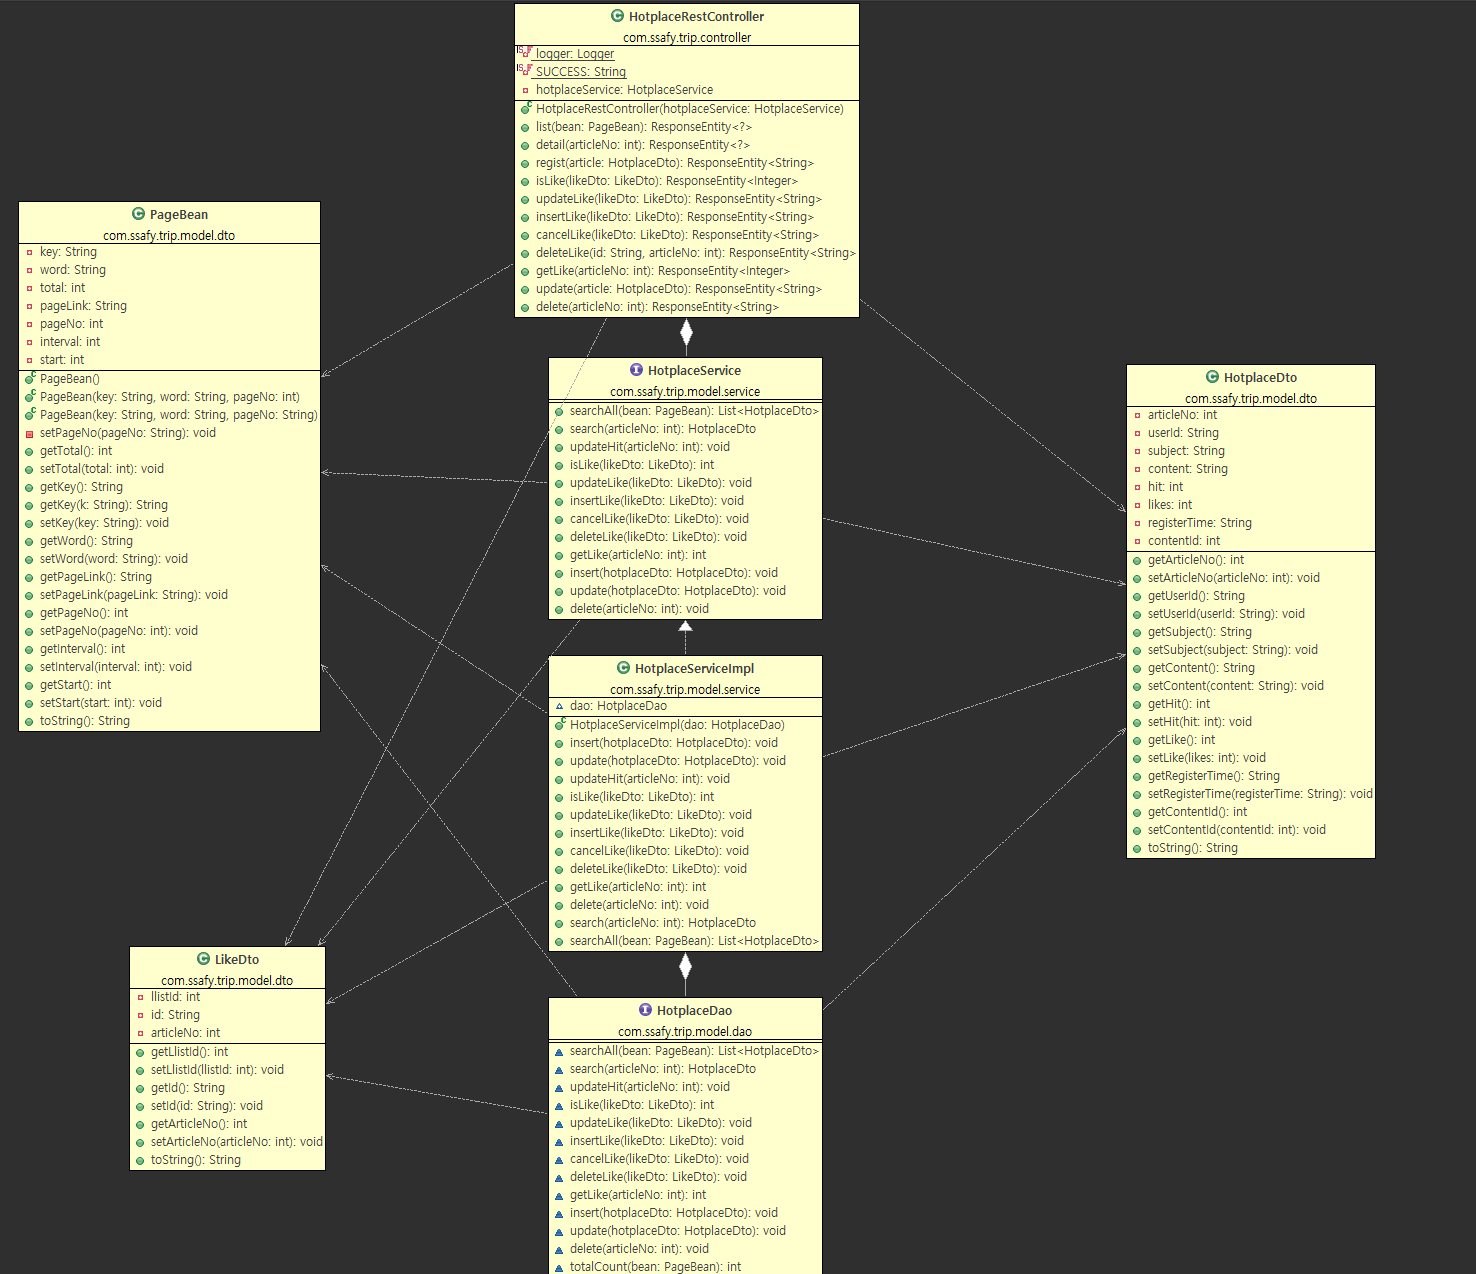 HotplaceRestController
com.ssafy.trip.controller
logger: Logger
SUCCESS: String
hotplaceService: HotplaceService
HotplaceRestController(hotplaceService: HotplaceService)
list(bean: PageBean): ResponseEntity<?>
detail(articleNo: int): ResponseEntity<?>
regist(article: HotplaceDto): ResponseEntity<String>
isLike(likeDto: LikeDto): ResponseEntity<Integer>
updateLike(likeDto: LikeDto): ResponseEntity<String>
insertLike(likeDto: LikeDto): ResponseEntity<String>
cancelLike(likeDto: LikeDto): ResponseEntity<String>
deleteLike(id: String, articleNo: int): ResponseEntity<String>
getLike(articleNo: int): ResponseEntity<Integer>
update(article: HotplaceDto): ResponseEntity<String>
delete(articleNo: int): ResponseEntity<String>
PageBean
com.ssafy.trip.model.dto
key: String
word: String
total: int
pageLink: String
pageNo: int
interval: int
start: int
PageBean()
PageBean(key: String, word: String, pageNo: int)
PageBean(key: String, word: String, pageNo: String)
setPageNo(pageNo: String): void
getTotal(): int
setTotal(total: int): void
getKey(): String
getKey(k: String): String
setKey(key: String): void
getWord(): String
setWord(word: String): void
getPageLink(): String
setPageLink(pageLink: String): void
getPageNo(): int
setPageNo(pageNo: int): void
getInterval(): int
setInterval(interval: int): void
getStart(): int
setStart(start: int): void
toString(): String
HotplaceService
com.ssafy.trip.model.service
searchAll(bean: PageBean): List<HotplaceDto>
search(articleNo: int): HotplaceDto
updateHit(articleNo: int): void
isLike(likeDto: LikeDto): int
updateLike(likeDto: LikeDto): void
insertLike(likeDto: LikeDto): void
cancelLike(likeDto: LikeDto): void
deleteLike(likeDto: LikeDto): void
getLike(articleNo: int): int
insert(hotplaceDto: HotplaceDto): void
update(hotplaceDto: HotplaceDto): void
delete(articleNo: int): void
HotplaceDto
com.ssafy.trip.model.dto
articleNo: int
userId: String
subject: String
content: String
hit: int
likes: int
registerTime: String
contentId: int
getArticleNo(): int
setArticleNo(articleNo: int): void
getUserId(): String
setUserId(userId: String): void
getSubject(): String
setSubject(subject: String): void
getContent(): String
setContent(content: String): void
getHit(): int
setHit(hit: int): void
getLike(): int
setLike(likes: int): void
getRegisterTime(): String
setRegisterTime(registerTime: String): void
getContentId(): int
setContentId(contentId: int): void
toString(): String
HotplaceServiceImpl
com.ssafy.trip.model.service
dao: HotplaceDao
HotplaceServiceImpl(dao: HotplaceDao)
insert(hotplaceDto: HotplaceDto): void
update(hotplaceDto: HotplaceDto): void
updateHit(articleNo: int): void
isLike(likeDto: LikeDto): int
updateLike(likeDto: LikeDto): void
insertLike(likeDto: LikeDto): void
cancelLike(likeDto: LikeDto): void
deleteLike(likeDto: LikeDto): void
getLike(articleNo: int): int
delete(articleNo: int): void
search(articleNo: int): HotplaceDto
searchAll(bean: PageBean): List<HotplaceDto>
LikeDto
com.ssafy.trip.model.dto
llistId: int
id: String
articleNo: int
getLlistId(): int
setLlistId(llistId: int): void
getId(): String
setId(id: String): void
getArticleNo(): int
setArticleNo(articleNo: int): void
toString(): String
HotplaceDao
com.ssafy.trip.model.dao
searchAll(bean: PageBean): List<HotplaceDto>
search(articleNo: int): HotplaceDto
updateHit(articleNo: int): void
isLike(likeDto: LikeDto): int
updateLike(likeDto: LikeDto): void
insertLike(likeDto: LikeDto): void
cancelLike(likeDto: LikeDto): void
deleteLike(likeDto: LikeDto): void
getLike(articleNo: int): int
insert(hotplaceDto: HotplaceDto): void
update(hotplaceDto: HotplaceDto): void
delete(articleNo: int): void
totalCount(bean: PageBean): int